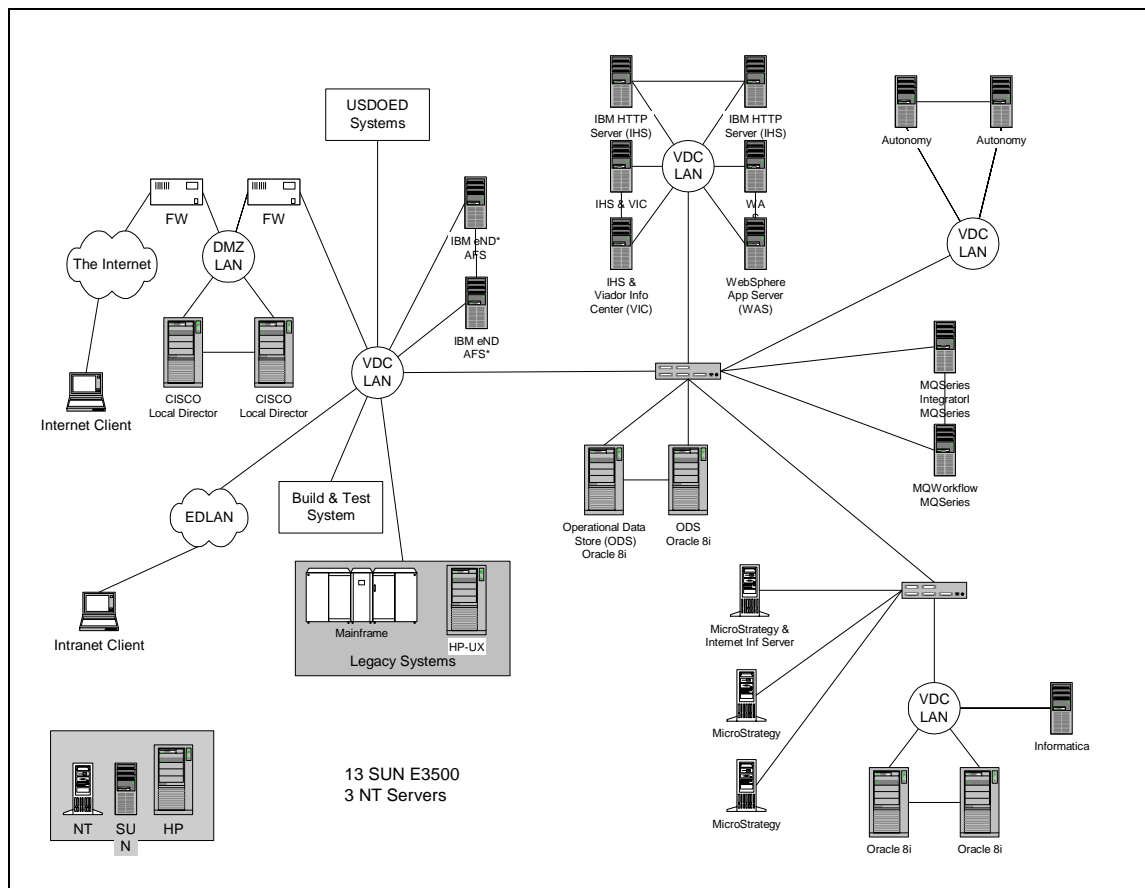 USDOED
Systems
IBM HTTP
Server (IHS)
IBM HTTP
Server (IHS)
Autonomy
Autonomy
VDC
LAN
IHS & VIC
WA
S
IHS &
Viador Info
Center (VIC)
WebSphere
App Server
(WAS)
VDC
LAN
FW
FW
DMZ
LAN
The Internet
IBM eND*
AFS
IBM eND
AFS*
CISCO
Local Director
CISCO
Local Director
Internet Client
VDC
LAN
MQSeries
IntegratorI
MQSeries
MQWorkflow
MQSeries
Build & Test
System
EDLAN
Operational Data
Store (ODS)
Oracle 8i
ODS
Oracle 8i
Intranet Client
Mainframe
HP-UX
Legacy Systems
MicroStrategy &
Internet Inf Server
MicroStrategy
MicroStrategy
VDC
LAN
Informatica
Oracle 8i
Oracle 8i
NT
SU
N
HP
13 SUN E3500
3 NT Servers